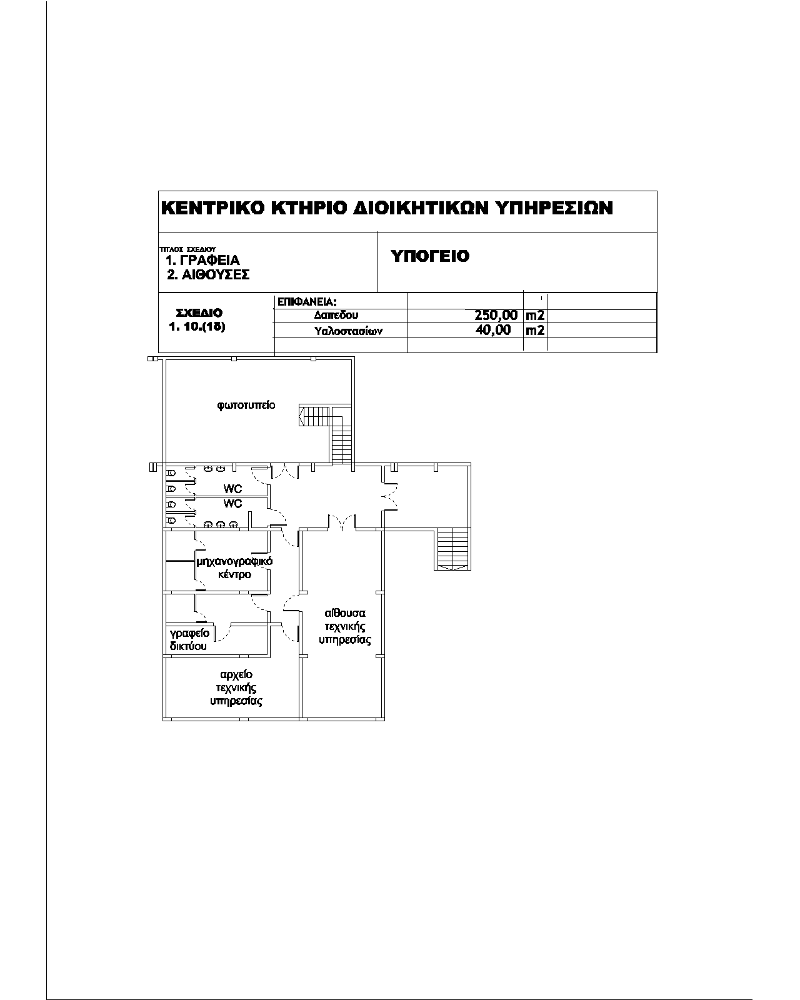 ΚΕΝΤΡΙΚΟ ΚΤΗΡΙΟ ΔΙΟΙΚΗΤΙΚΩΝ ΥΠΗΡΕΣΙΩΝ
ΤΙΤΛΟΣ ΣΧΕΔΙΟΥ
1. ΓΡΑΦΕΙΑ
2. ΑΙΘΟΥΣΕΣ
ΥΠΟΓΕΙΟ
ΣΧΕΔΙΟ
1. 10.(1δ)
ΕΠΙΦΑΝΕΙΑ:
Δαπεδου 250,00 m2
Υαλοστασίων 40,00 m2
φωτοτυπείο
WC
WC
μηχανογραφικό
κέντρο
γραφείο
δικτύου
αίθουσα
τεχνικής
υπηρεσίας
αρχείο
τεχνικής
υπηρεσίας